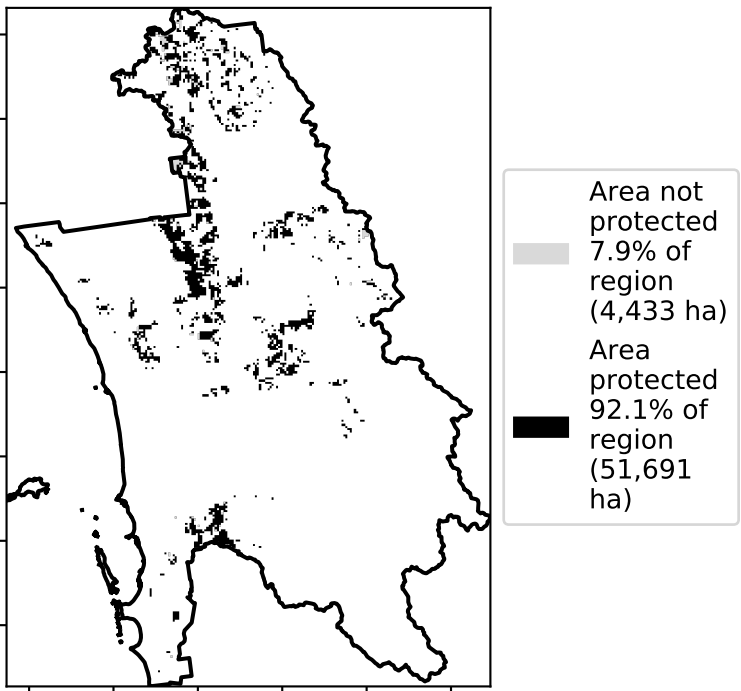 Area not
protected
7.9% of
region
(4,433 ha)
Area
protected
92.1% of
region
(51,691
ha)